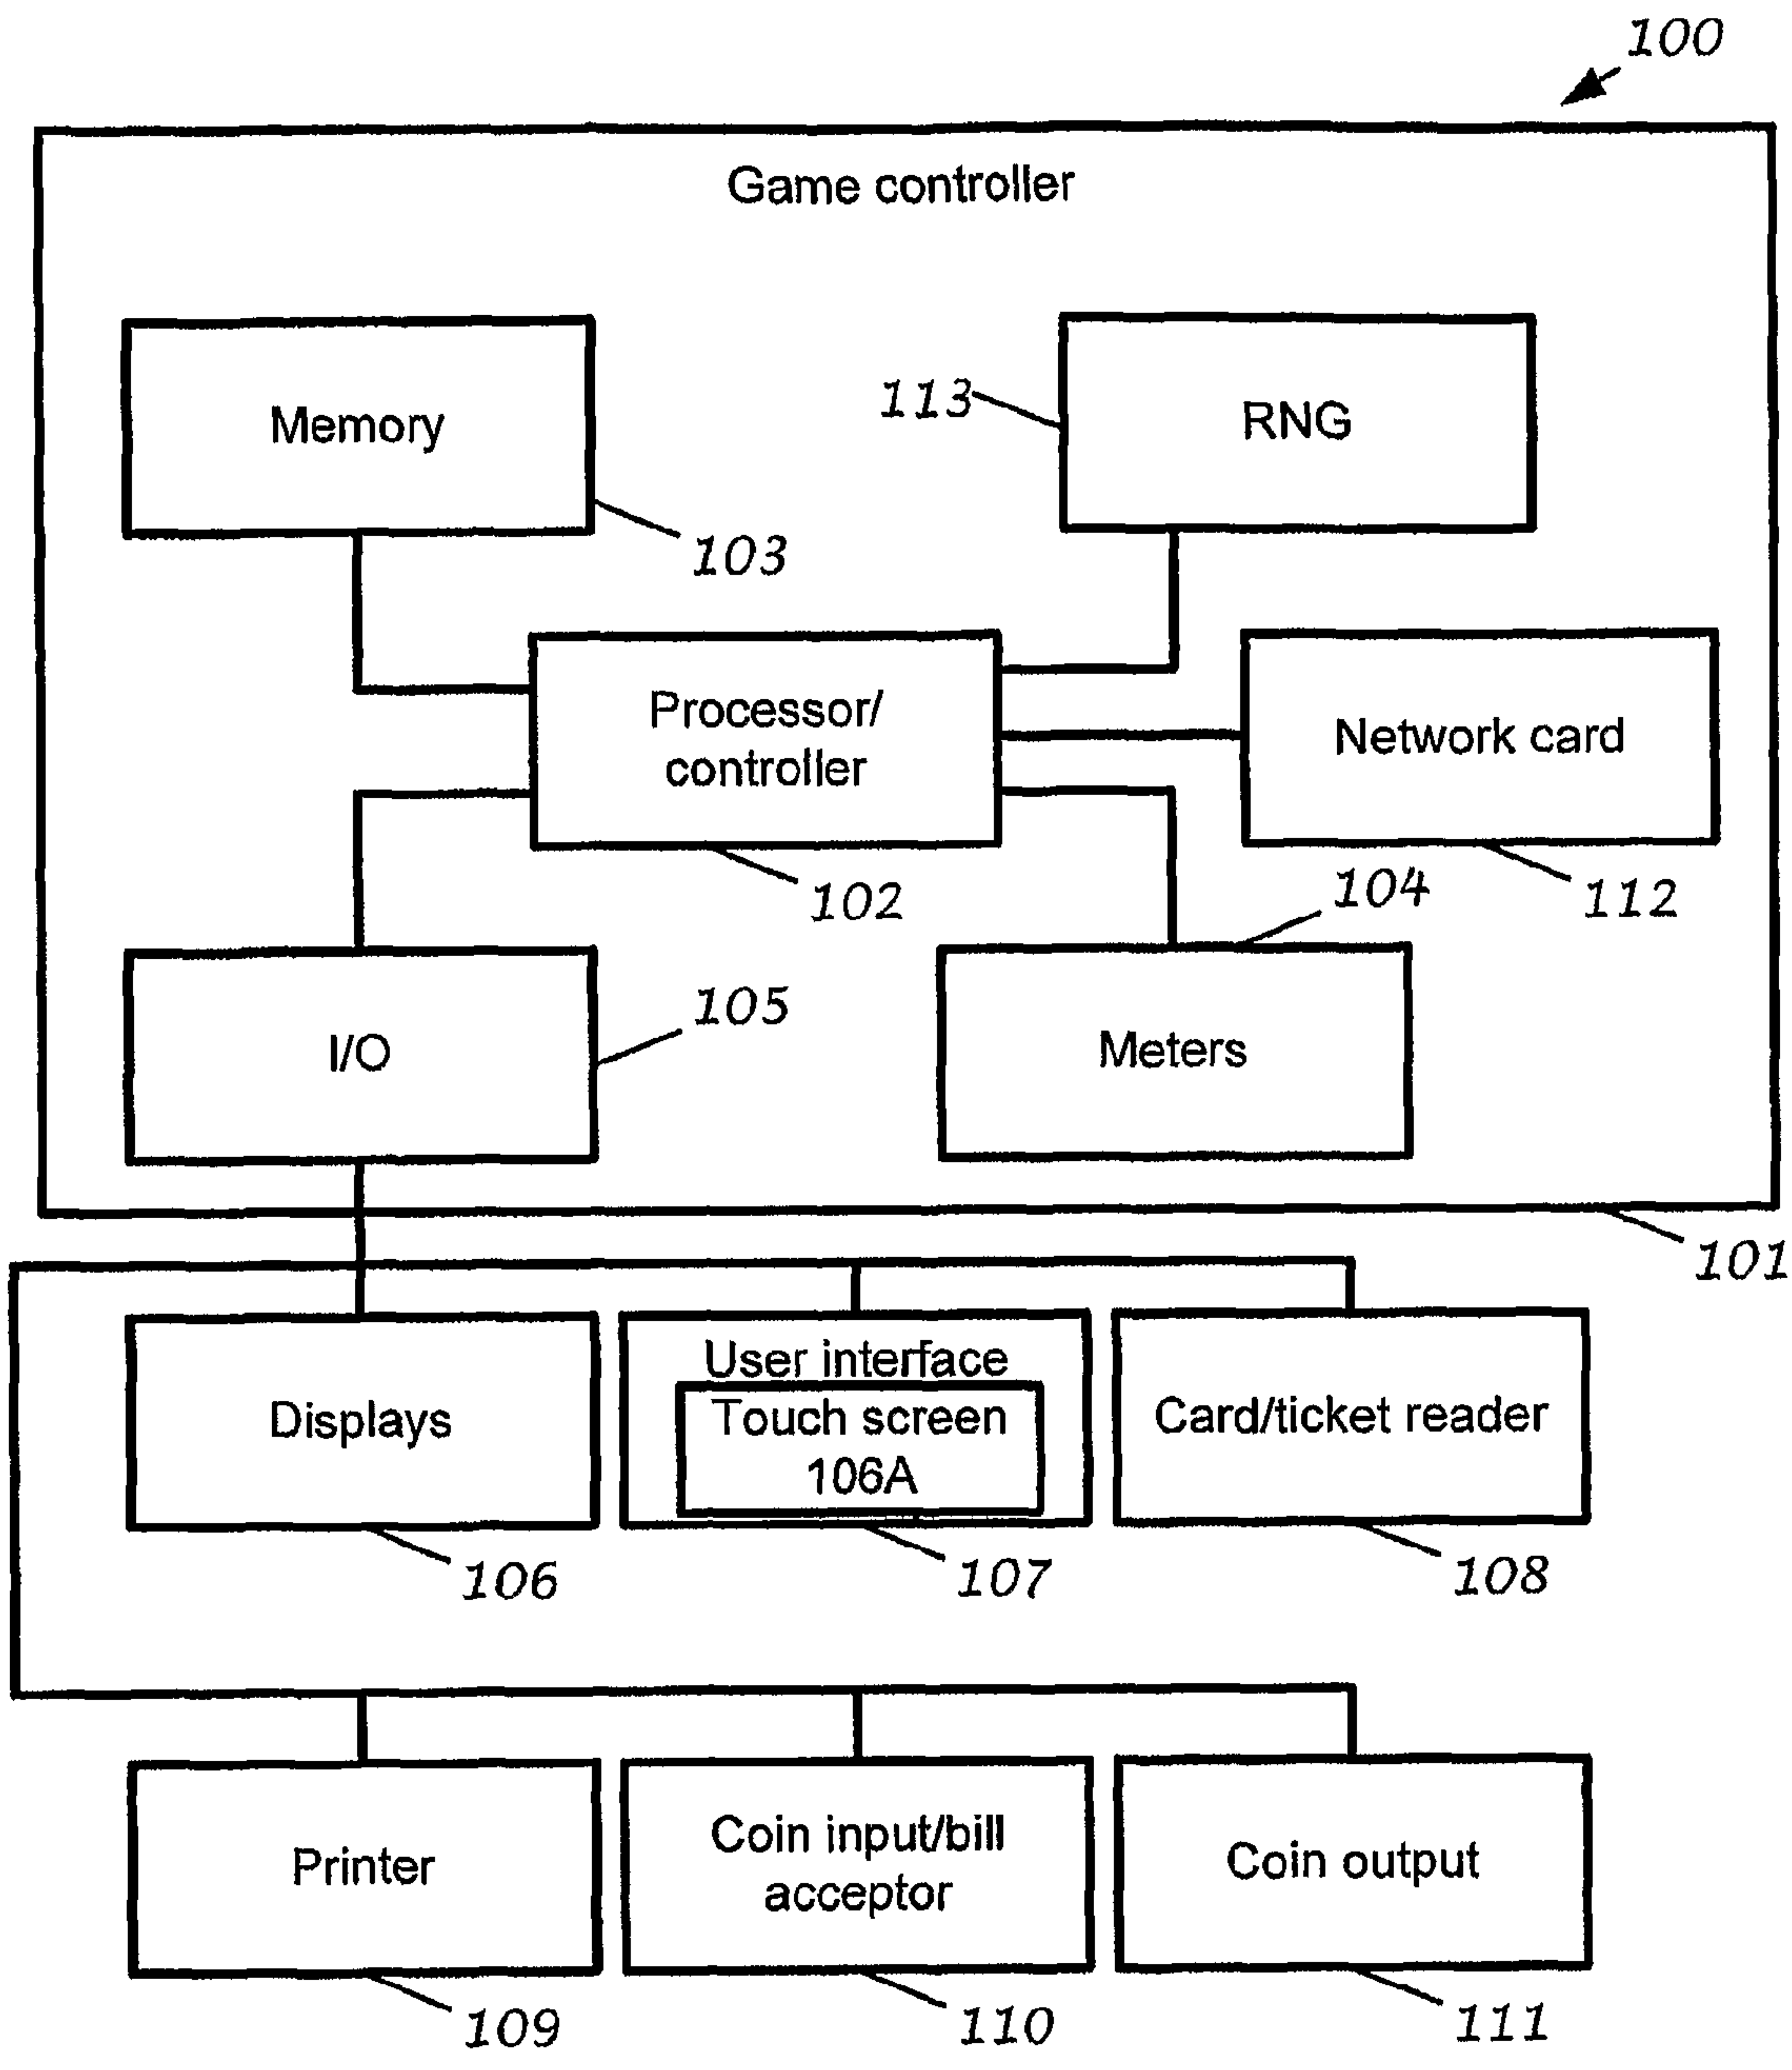 100
Game controller
Memory
113
RNG
103
Processor/
controller
Network card
102
104
112
105
I/O
Meters
101
Displays
User interface
Touch screen
106A
Card/ticket reader
106
107
108
Printer
Coin input/bill
acceptor
Coin output
109
110
111